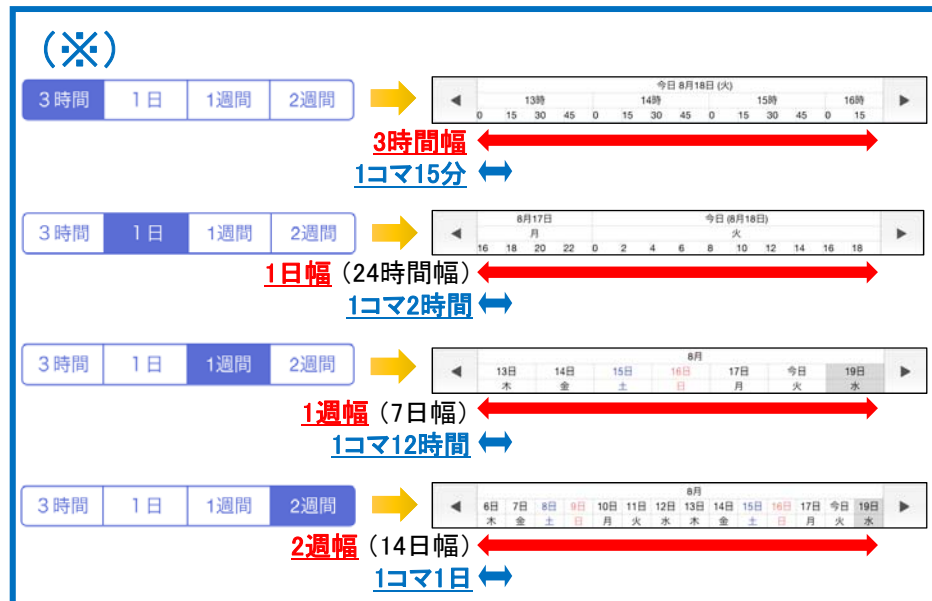 (※)
3時間 1日 1週間 2週間
◀ 今日 8月18日 (火) ▶
13時 14時 15時 16時
0 15 30 45 0 15 30 45 0 15 30 45 0 15
3時間幅
1コマ15分
3時間 1日 1週間 2週間
8月17日 今日 (8月18日)
◀ 月 火 ▶
16 18 20 22 0 2 4 6 8 10 12 14 16 18
1日幅 (24時間幅)
1コマ2時間
3時間 1日 1週間 2週間
8月
◀ 13日 14日 15日 16日 17日 今日 19日 ▶
木 金 土 日 月 火 水
1週幅 (7日幅)
1コマ12時間
3時間 1日 1週間 2週間
8月
◀ 6日 7日 8日 9日 10日 11日 12日 13日 14日 15日 16日 17日 今日 19日 ▶
木 金 土 日 月 火 水 木 金 土 日 月 火 水
2週幅 (14日幅)
1コマ1日